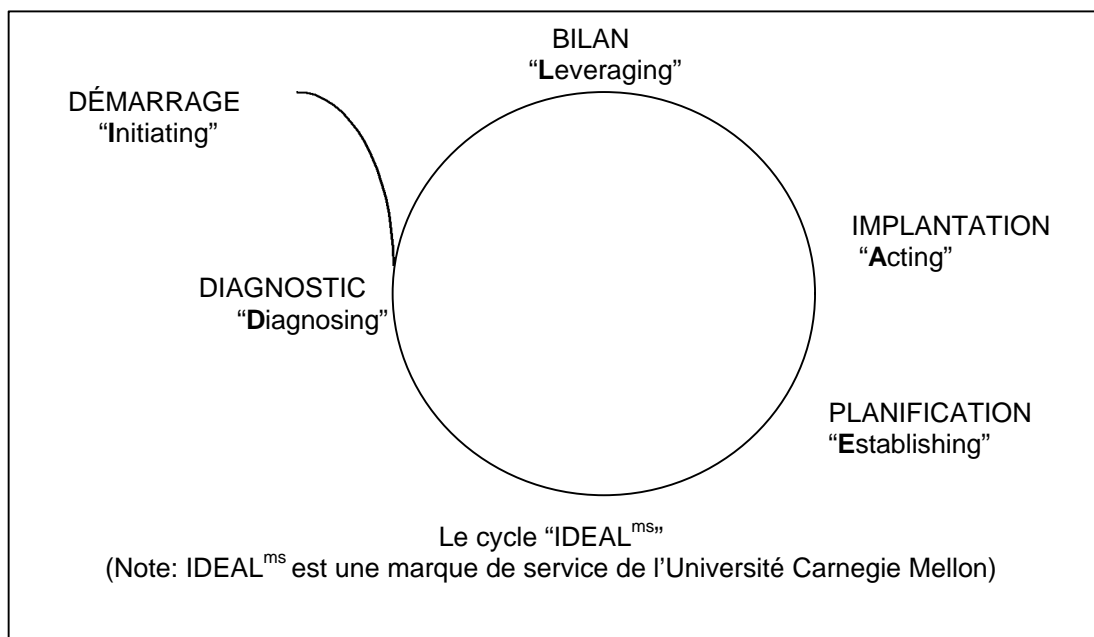 BILAN
“Leveraging”
DÉMARRAGE
“Initiating”
IMPLANTATION
“Acting”
DIAGNOSTIC
“Diagnosing”
PLANIFICATION
“Establishing”
Le cycle “IDEALms”
(Note: IDEALms est une marque de service de l’Université Carnegie Mellon)